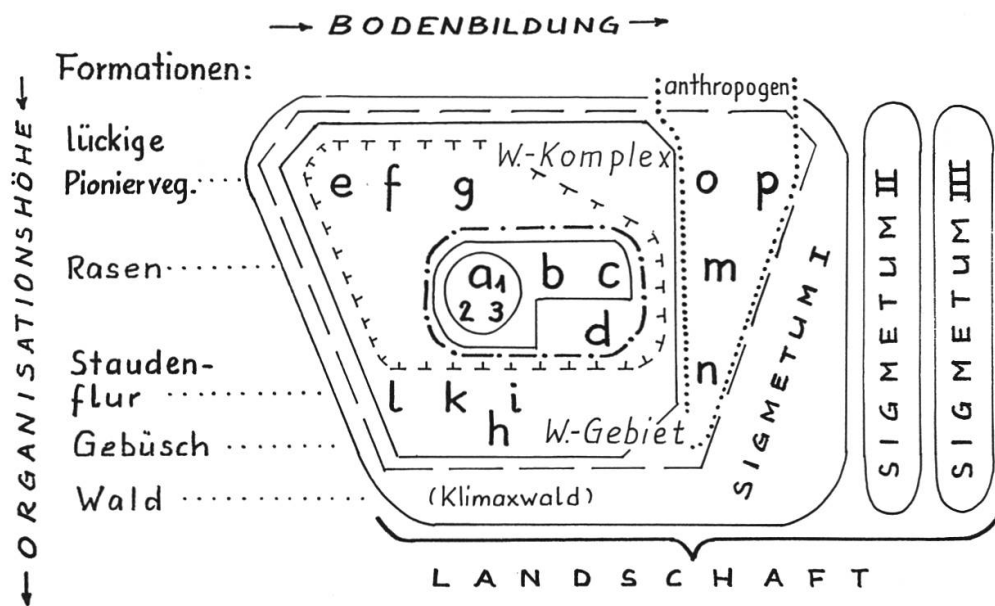 BODENBILDUNG
ORGANISATIONSHÖHE
Formationen:
anthropogen
lückige
Pionierveg.
W.-Komplex
e f g
o p
Rasen
a1 b c
2 3
m
d
Stauden-
flur
n
l k i
h
W.-Gebiet
Gebüsch
Wald
(Klimaxwald)
SIGMETUM I
SIGMETUM II
SIGMETUM III
LANDSCHAFT